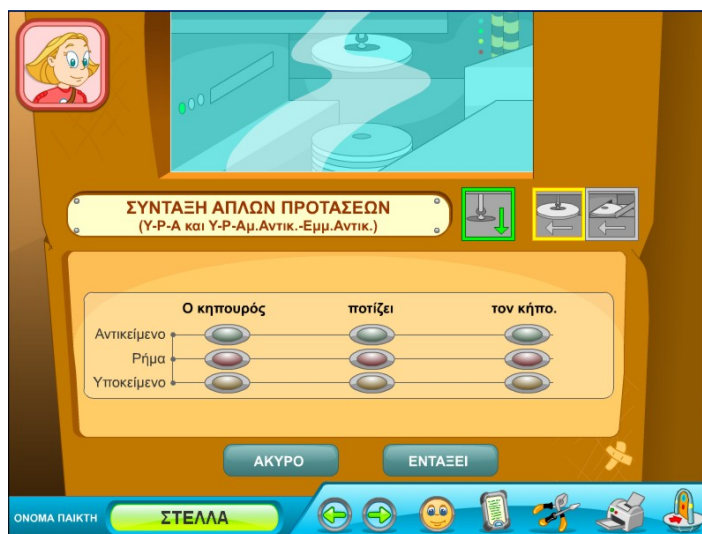 ΣΥΝΤΑΞΗ ΑΠΛΩΝ ΠΡΟΤΑΣΕΩΝ
(Υ-Ρ-Α και Υ-Ρ-Αμ.Αντικ.-Εμμ.Αντικ.)
Ο κηπουρός ποτίζει τον κήπο.
Αντικείμενο
Ρήμα
Υποκείμενο
ΑΚΥΡΟ ΕΝΤΑΞΕΙ
ΟΝΟΜΑ ΠΑΙΚΤΗ ΣΤΕΛΛΑ